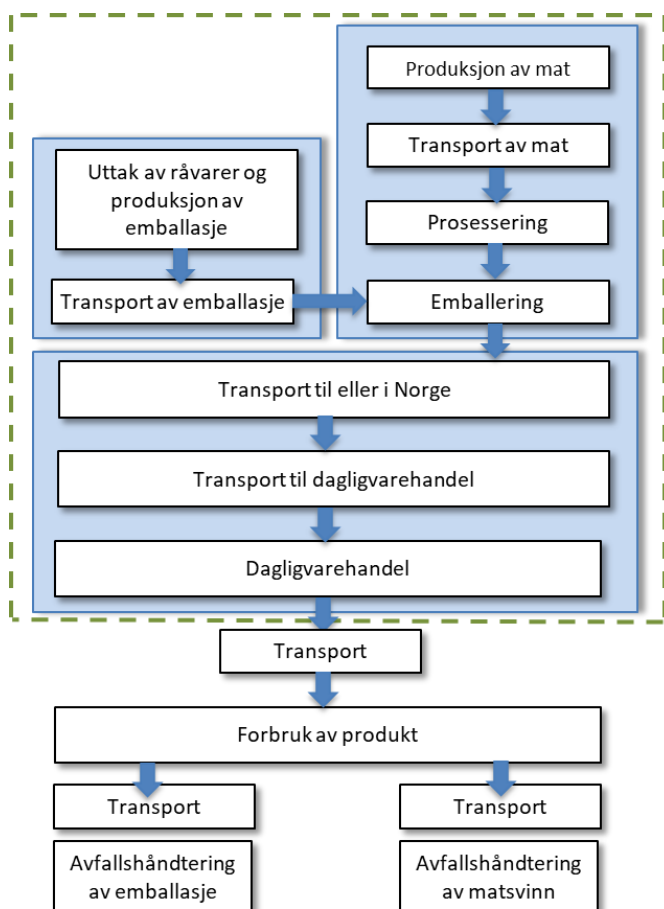 Produksjon av mat
Transport av mat
Prosessering
Emballering
Uttak av råvarer og
produksjon av
emballasje
Transport av emballasje
Transport til eller i Norge
Transport til dagligvarehandel
Dagligvarehandel
Transport
Forbruk av produkt
Transport
Avfallshåndtering
av emballasje
Transport
Avfallshåndtering
av matsvinn